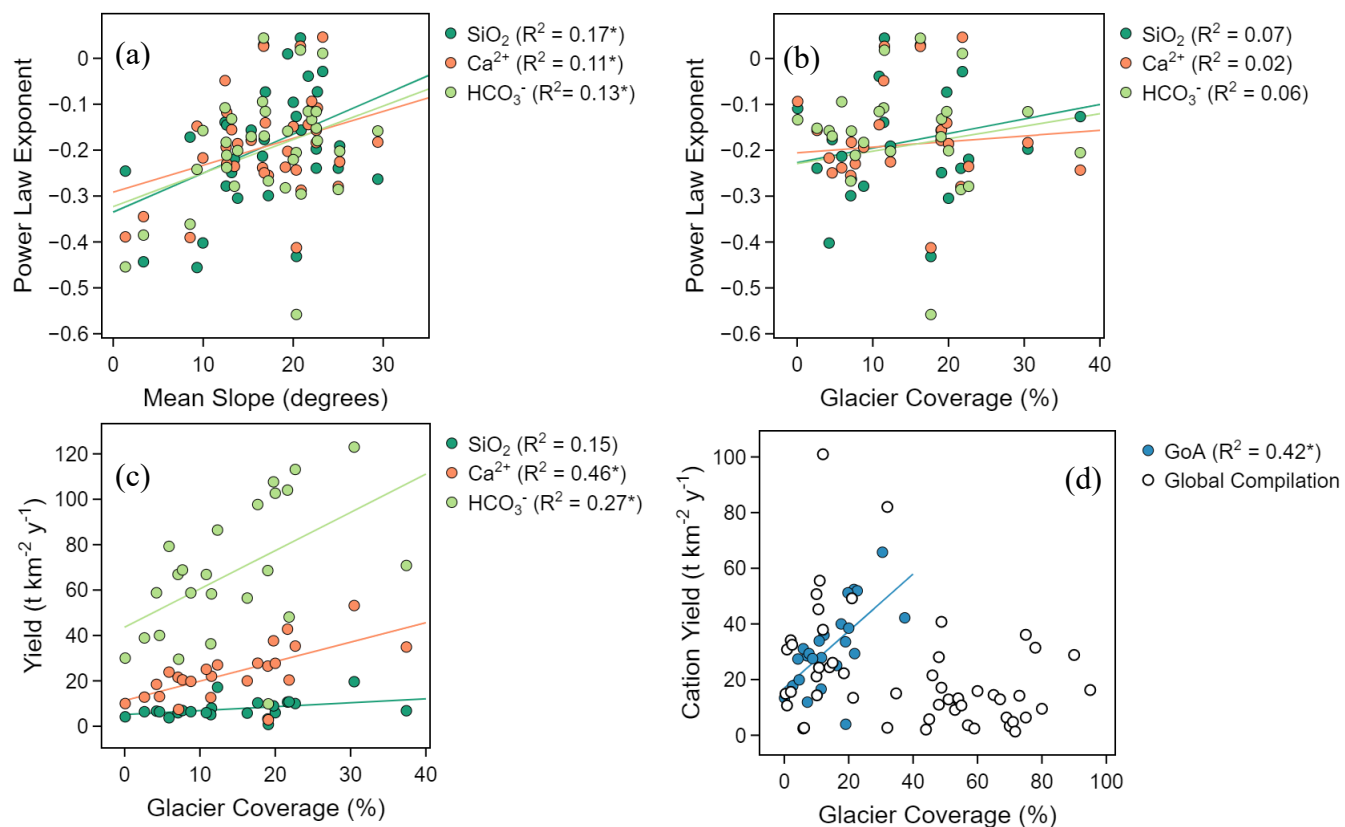 (a)
SiO₂ (R² = 0.17*)
Ca²⁺ (R² = 0.11*)
HCO₃⁻ (R²= 0.13*)
Power Law Exponent
0
−0.1
−0.2
−0.3
−0.4
−0.5
−0.6
0 10 20 30
Mean Slope (degrees)
(b)
SiO₂ (R² = 0.07)
Ca²⁺ (R² = 0.02)
HCO₃⁻ (R² = 0.06)
Power Law Exponent
0
−0.1
−0.2
−0.3
−0.4
−0.5
−0.6
0 10 20 30 40
Glacier Coverage (%)
(c)
SiO₂ (R² = 0.15)
Ca²⁺ (R² = 0.46*)
HCO₃⁻ (R² = 0.27*)
Yield (t km⁻² y⁻¹)
120
100
80
60
40
20
0
0 10 20 30 40
Glacier Coverage (%)
(d)
GoA (R² = 0.42*)
Global Compilation
Cation Yield (t km⁻² y⁻¹)
100
80
60
40
20
0
0 20 40 60 80 100
Glacier Coverage (%)